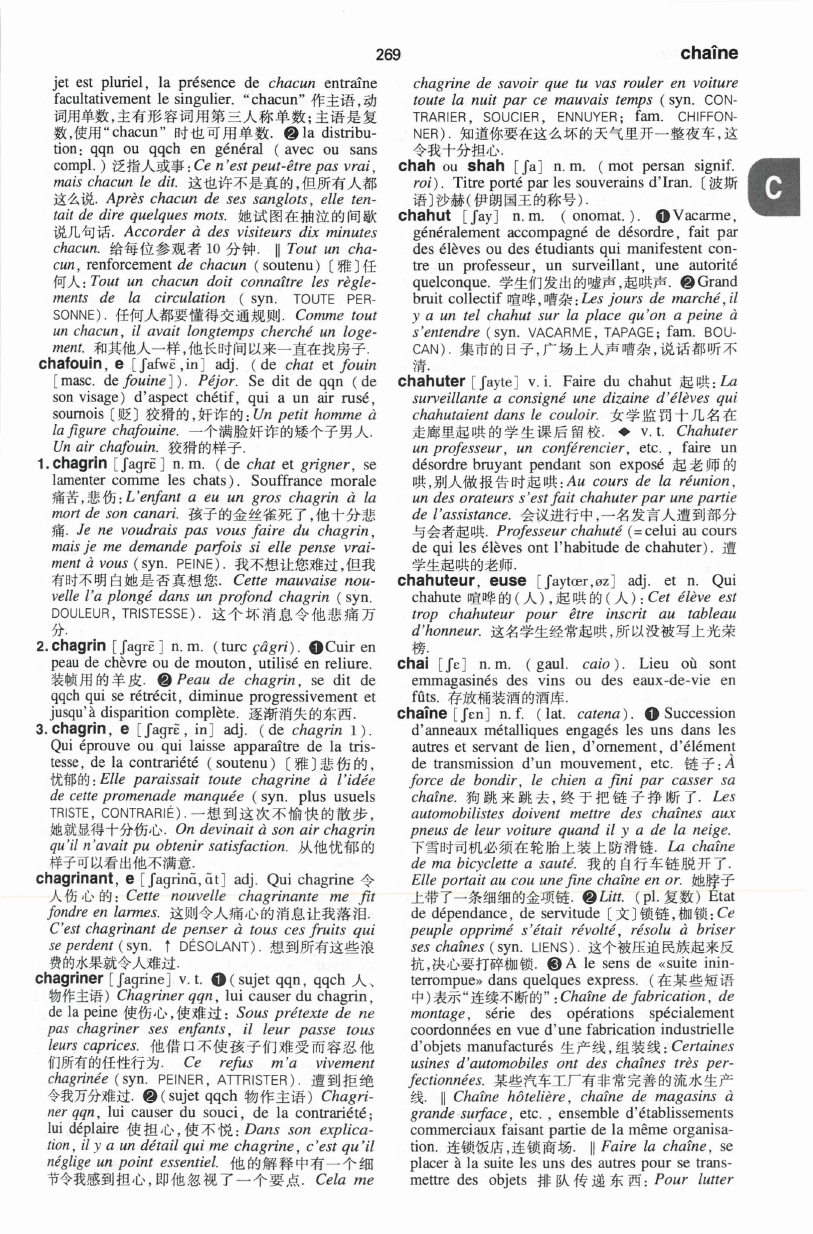 269
chaîne
jet est pluriel, la présence de chacun entraîne
facultativement le singulier. “chacun” 作主语,动
词用单数,主有形容词用第三人称单数;主语是复
数,使用“chacun” 时也可用单数. ❷ la distribu-
tion: qqn ou qqch en général ( avec ou sans
compl. ) 泛指人或事:Ce n'est peut-être pas vrai,
mais chacun le dit. 这也许不是真的,但所有人都
这么说. Après chacun de ses sanglots, elle ten-
tait de dire quelques mots. 她试图在抽泣的间歇
说几句话. Accorder à des visiteurs dix minutes
chacun. 给每位参观者 10 分钟. ‖ Tout un cha-
cun, renforcement de chacun ( soutenu) 〔雅〕任
何人: Tout un chacun doit connaître les règle-
ments de la circulation ( syn. TOUTE PER-
SONNE). 任何人都要懂得交通规则. Comme tout
un chacun, il avait longtemps cherché un loge-
ment. 和其他人一样,他长时间以来一直在找房子.
chafouin, e [ʃafwɛ̃,in] adj. ( de chat et fouin
[masc. de fouine]). Péjor. Se dit de qqn ( de
son visage) d'aspect chétif, qui a un air rusé,
sournois 〔贬〕狡猾的,奸诈的:Un petit homme à
la figure chafouine. 一个满脸奸诈的矮个子男人.
Un air chafouin. 狡猾的样子.
1. chagrin [ʃagrɛ̃] n. m. ( de chat et grigner, se
lamenter comme les chats). Souffrance morale
痛苦,悲伤:L'enfant a eu un gros chagrin à la
mort de son canari. 孩子的金丝雀死了,他十分悲
痛. Je ne voudrais pas vous faire du chagrin,
mais je me demande parfois si elle pense vrai-
ment à vous (syn. PEINE). 我不想让您难过,但我
有时不明白她是否真想您. Cette mauvaise nou-
velle l'a plongé dans un profond chagrin ( syn.
DOULEUR, TRISTESSE). 这个坏消息令他悲痛万
分.
2. chagrin [ʃagrɛ̃] n. m. (turc çâgri). ❶Cuir en
peau de chèvre ou de mouton, utilisé en reliure.
装帧用的羊皮. ❷ Peau de chagrin, se dit de
qqch qui se rétrécit, diminue progressivement et
jusqu'à disparition complète. 逐渐消失的东西.
3. chagrin, e [ʃagrɛ̃, in] adj. (de chagrin 1).
Qui éprouve ou qui laisse apparaître de la tris-
tesse, de la contrariété ( soutenu) 〔雅〕悲伤的,
忧郁的:Elle paraissait toute chagrine à l'idée
de cette promenade manquée ( syn. plus usuels
TRISTE, CONTRARIÉ). 一想到这次不愉快的散步,
她就显得十分伤心. On devinait à son air chagrin
qu'il n'avait pu obtenir satisfaction. 从他忧郁的
样子可以看出他不满意.
chagrinant, e [ʃagrinɑ̃, ɑ̃t] adj. Qui chagrine 令
人伤心的: Cette nouvelle chagrinante me fit
fondre en larmes. 这则令人痛心的消息让我落泪.
C'est chagrinant de penser à tous ces fruits qui
se perdent (syn. ↑ DÉSOLANT). 想到所有这些浪
费的水果就令人难过.
chagriner [ʃagrine] v. t. ❶(sujet qqn, qqch 人、
物作主语) Chagriner qqn, lui causer du chagrin,
de la peine 使伤心,使难过: Sous prétexte de ne
pas chagriner ses enfants, il leur passe tous
leurs caprices. 他借口不使孩子们难受而容忍他
们所有的任性行为. Ce refus m'a vivement
chagrinée (syn. PEINER, ATTRISTER). 遭到拒绝
令我万分难过. ❷(sujet qqch 物作主语) Chagri-
ner qqn, lui causer du souci, de la contrariété;
lui déplaire 使担心,使不悦: Dans son explica-
tion, il y a un détail qui me chagrine, c'est qu'il
néglige un point essentiel. 他的解释中有一个细
节令我感到担心,即他忽视了一个要点. Cela me
chagrine de savoir que tu vas rouler en voiture
toute la nuit par ce mauvais temps ( syn. CON-
TRARIER, SOUCIER, ENNUYER; fam. CHIFFON-
NER). 知道你要在这么坏的天气里开一整夜车,这
令我十分担心.
chah ou shah [ʃa] n. m. ( mot persan signif.
roi). Titre porté par les souverains d'Iran. 〔波斯
语〕沙赫(伊朗国王的称号).
C
chahut [ʃay] n. m. ( onomat. ). ❶Vacarme,
généralement accompagné de désordre, fait par
des élèves ou des étudiants qui manifestent con-
tre un professeur, un surveillant, une autorité
quelconque. 学生们发出的嘘声,起哄声. ❷Grand
bruit collectif 喧哗,嘈杂:Les jours de marché, il
y a un tel chahut sur la place qu'on a peine à
s'entendre (syn. VACARME, TAPAGE; fam. BOU-
CAN). 集市的日子,广场上人声嘈杂,说话都听不
清.
chahuter [ʃayte] v. i. Faire du chahut 起哄: La
surveillante a consigné une dizaine d'élèves qui
chahutaient dans le couloir. 女学监罚十几名在
走廊里起哄的学生课后留校. ◆ v. t. Chahuter
un professeur, un conférencier, etc. , faire un
désordre bruyant pendant son exposé 起老师的
哄,别人做报告时起哄:Au cours de la réunion,
un des orateurs s'est fait chahuter par une partie
de l'assistance. 会议进行中,一名发言人遭到部分
与会者起哄. Professeur chahuté (= celui au cours
de qui les élèves ont l'habitude de chahuter). 遭
学生起哄的老师.
chahuteur, euse [ʃaytœr,øz] adj. et n. Qui
chahute 喧哗的(人),起哄的(人): Cet élève est
trop chahuteur pour être inscrit au tableau
d'honneur. 这名学生经常起哄,所以没被写上光荣
榜.
chai [ʃɛ] n. m. ( gaul. caio). Lieu où sont
emmagasinés des vins ou des eaux-de-vie en
fûts. 存放桶装酒的酒库.
chaîne [ʃɛn] n. f. (lat. catena). ❶ Succession
d'anneaux métalliques engagés les uns dans les
autres et servant de lien, d'ornement, d'élément
de transmission d'un mouvement, etc. 链子: À
force de bondir, le chien a fini par casser sa
chaîne. 狗跳来跳去,终于把链子挣断了. Les
automobilistes doivent mettre des chaînes aux
pneus de leur voiture quand il y a de la neige.
下雪时司机必须在轮胎上装上防滑链. La chaîne
de ma bicyclette a sauté. 我的自行车链脱开了.
Elle portait au cou une fine chaîne en or. 她脖子
上带了一条细细的金项链. ❷Litt. (pl. 复数) État
de dépendance, de servitude 〔文〕锁链,枷锁: Ce
peuple opprimé s'était révolté, résolu à briser
ses chaînes (syn. LIENS). 这个被压迫民族起来反
抗,决心要打碎枷锁. ❸ A le sens de «suite inin-
terrompue» dans quelques express. (在某些短语
中)表示“连续不断的”:Chaîne de fabrication, de
montage, série des opérations spécialement
coordonnées en vue d'une fabrication industrielle
d'objets manufacturés 生产线,组装线: Certaines
usines d'automobiles ont des chaînes très per-
fectionnées. 某些汽车工厂有非常完善的流水生产
线. ‖ Chaîne hôtelière, chaîne de magasins à
grande surface, etc. , ensemble d'établissements
commerciaux faisant partie de la même organisa-
tion. 连锁饭店,连锁商场. ‖ Faire la chaîne, se
placer à la suite les uns des autres pour se trans-
mettre des objets 排队传递东西: Pour lutter